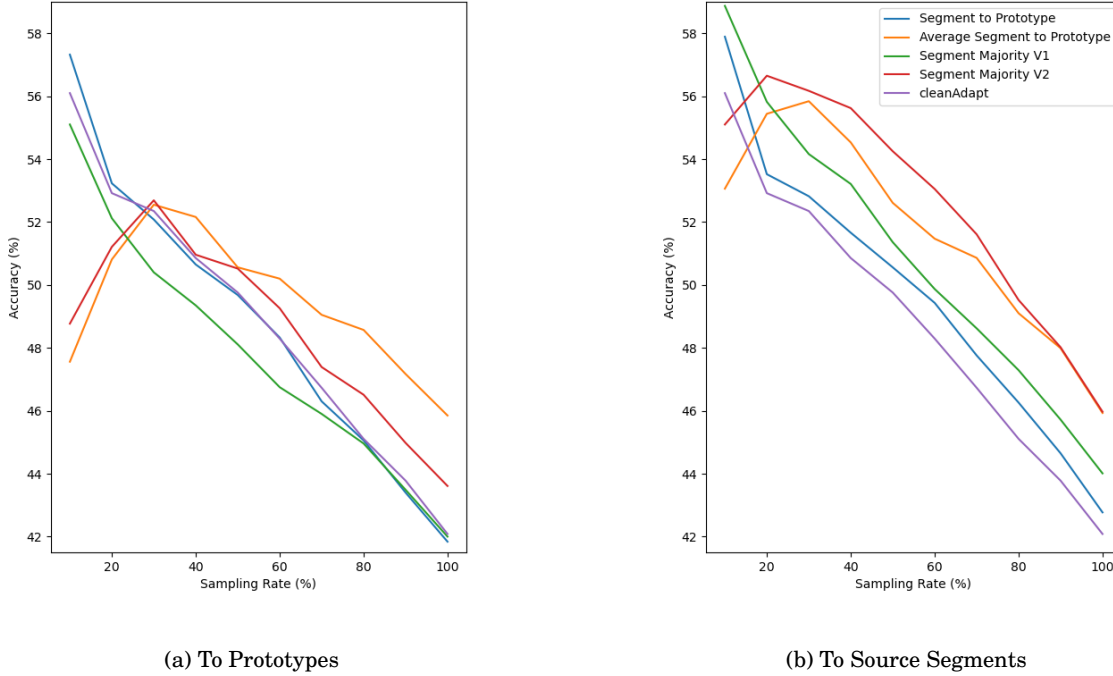 58
56
54
52
50
48
46
44
42
Accuracy (%)
20
40
60
80
100
Sampling Rate (%)
(a) To Prototypes
58
56
54
52
50
48
46
44
42
Accuracy (%)
Segment to Prototype
Average Segment to Prototype
Segment Majority V1
Segment Majority V2
cleanAdapt
20
40
60
80
100
Sampling Rate (%)
(b) To Source Segments